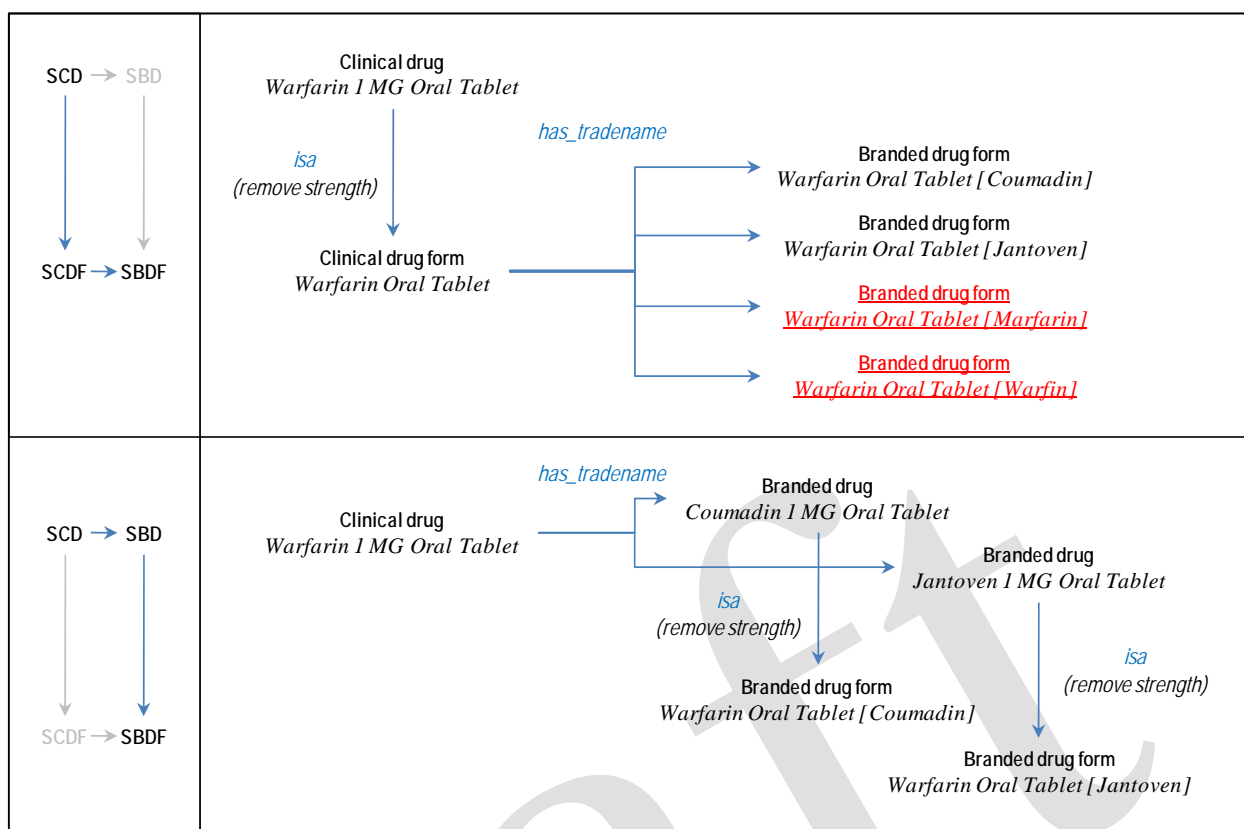 SCD SBD
SCDF SBDF
Clinical drug
Warfarin 1 MG Oral Tablet
has_tradename
isa
(remove strength)
Clinical drug form
Warfarin Oral Tablet
Branded drug form
Warfarin Oral Tablet [Coumadin]
Branded drug form
Warfarin Oral Tablet [Jantoven]
Branded drug form
Warfarin Oral Tablet [Marfarin]
Branded drug form
Warfarin Oral Tablet [Warfin]
SCD SBD
SCDF SBDF
has_tradename
Clinical drug
Warfarin 1 MG Oral Tablet
Branded drug
Coumadin 1 MG Oral Tablet
Branded drug
Jantoven 1 MG Oral Tablet
isa
(remove strength)
isa
(remove strength)
Branded drug form
Warfarin Oral Tablet [Coumadin]
Branded drug form
Warfarin Oral Tablet [Jantoven]
ft